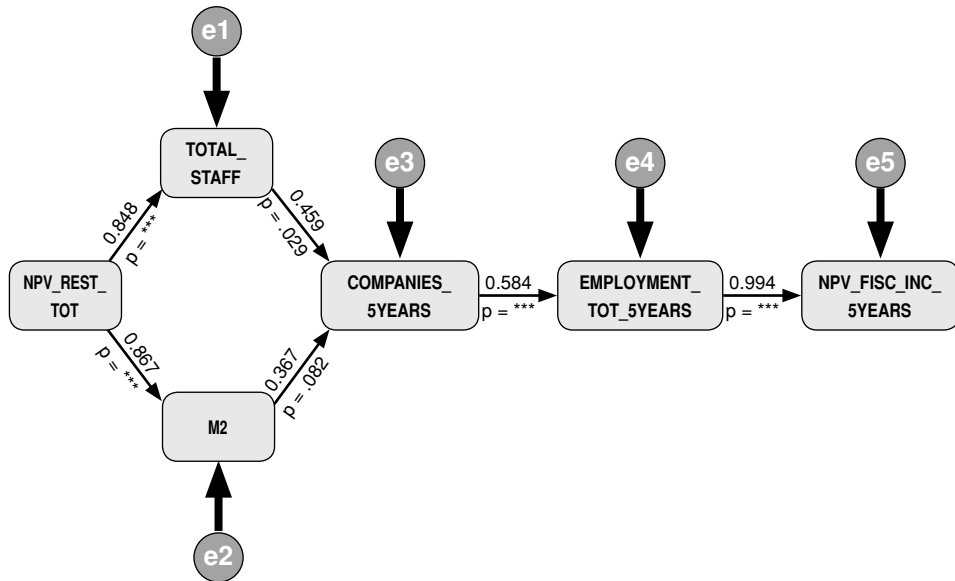 e1
TOTAL_
STAFF
e3
e4
e5
0.848
p = ***
0.459
p = .029
NPV_REST_
TOT
COMPANIES_
5YEARS
0.584
p = ***
EMPLOYMENT_
TOT_5YEARS
0.994
p = ***
NPV_FISC_INC_
5YEARS
0.867
p = ***
0.367
p = .082
M2
e2